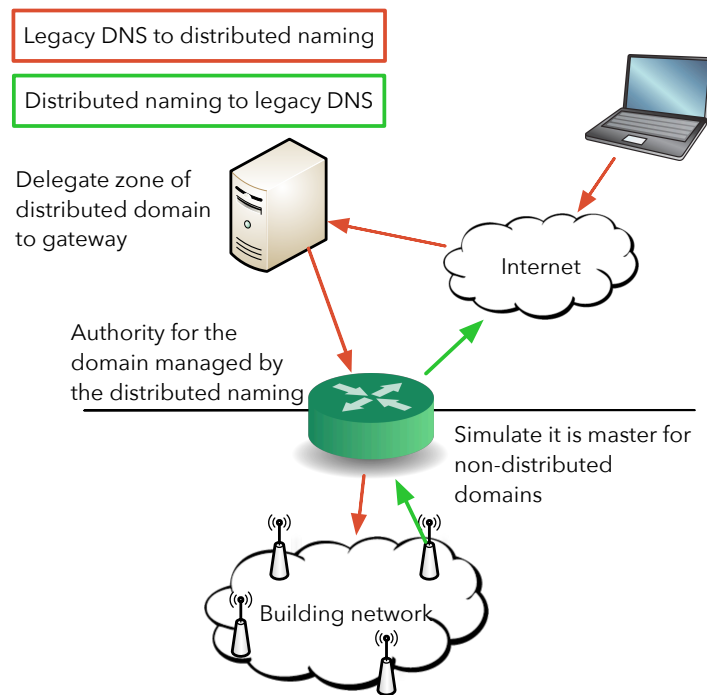 Legacy DNS to distributed naming
Distributed naming to legacy DNS
Delegate zone of
distributed domain
to gateway
Internet
Authority for the
domain managed by
the distributed naming
Simulate it is master for
non-distributed
domains
Building network